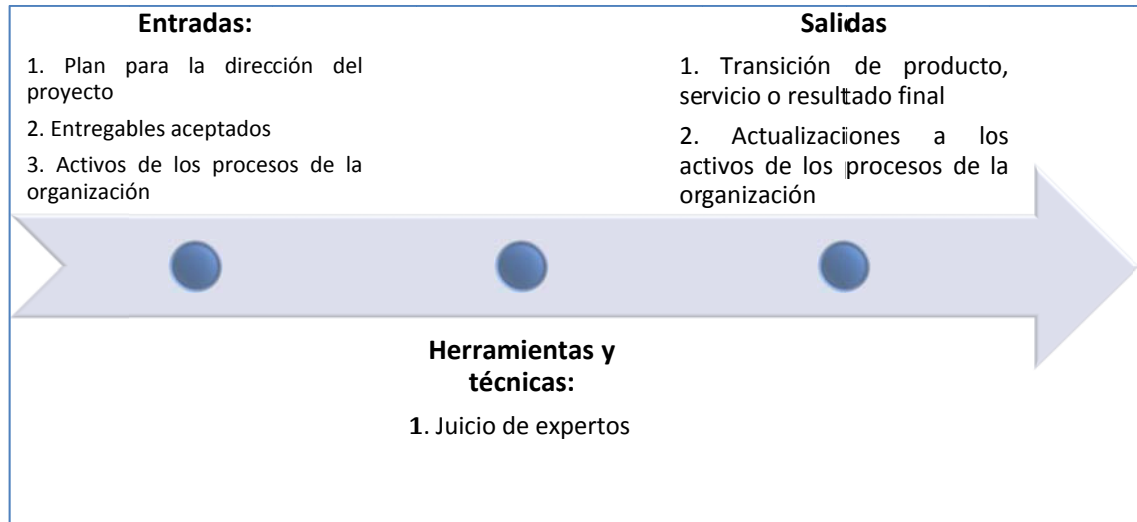 Entradas:
1. Plan para la dirección del
proyecto
2. Entregables aceptados
3. Activos de los procesos de la
organización
Salidas
1. Transición de producto,
servicio o resultado final
2. Actualizaciones a los
activos de los procesos de la
organización
Herramientas y
técnicas:
1. Juicio de expertos